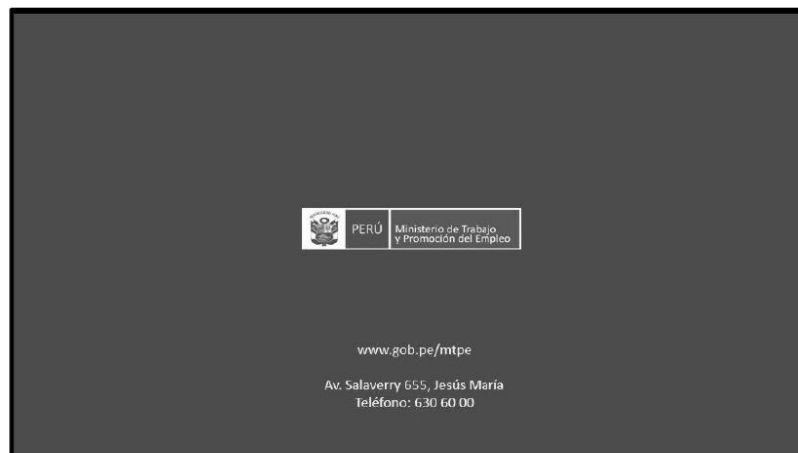 PERÚ
Ministerio de Trabajo
y Promoción del Empleo
www.gob.pe/mtpe
Av. Salaverry 655, Jesús María
Teléfono: 630 60 00